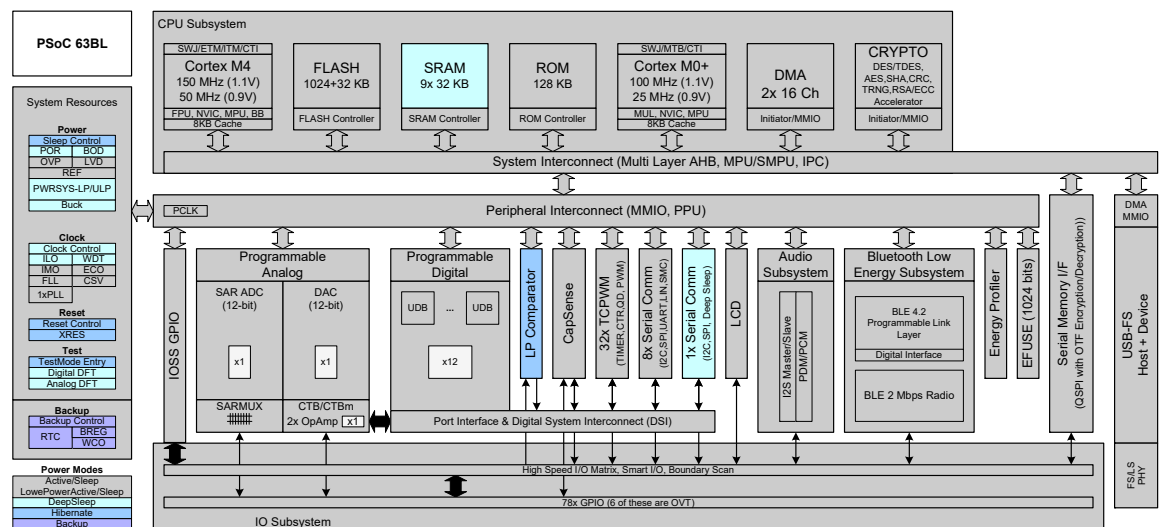 PSoC 63BL
System Resources
Power
Sleep Control
POR BOD
OVP LVD
REF
PWRSYS-LP/ULP
Buck
Clock
Clock Control
ILO WDT
IMO ECO
FLL CSV
1xPLL
Reset
Reset Control
XRES
Test
TestMode Entry
Digital DFT
Analog DFT
Backup
Backup Control
RTC BREG
WCO
Power Modes
Active/Sleep
LowePowerActive/Sleep
DeepSleep
Hibernate
Backup
CPU Subsystem
SWJ/ETM/ITM/CTI
Cortex M4
150 MHz (1.1V)
50 MHz (0.9V)
FPU, NVIC, MPU, BB
8KB Cache
FLASH
1024+32 KB
FLASH Controller
SRAM
9x 32 KB
SRAM Controller
ROM
128 KB
ROM Controller
SWJ/MTB/CTI
Cortex M0+
100 MHz (1.1V)
25 MHz (0.9V)
MUL, NVIC, MPU
8KB Cache
DMA
2x 16 Ch
Initiator/MMIO
CRYPTO
DES/TDES,
AES,SHA,CRC,
TRNG,RSA/ECC
Accelerator
Initiator/MMIO
System Interconnect (Multi Layer AHB, MPU/SMPU, IPC)
PCLK
Peripheral Interconnect (MMIO, PPU)
IOSS GPIO
Programmable
Analog
SAR ADC
(12-bit)
x1
SARMUX
DAC
(12-bit)
x1
CTB/CTBm
2x OpAmp x1
Programmable
Digital
UDB ... UDB
x12
LP Comparator
CapSense
32x TCPWM
(TIMER,CTR,QD, PWM)
8x Serial Comm
(I2C,SPI,UART,LIN,SMC)
1x Serial Comm
(I2C,SPI, Deep Sleep)
LCD
Port Interface & Digital System Interconnect (DSI)
Audio
Subsystem
I2S Master/Slave
PDM/PCM
Bluetooth Low
Energy Subsystem
BLE 4.2
Programmable Link
Layer
Digital Interface
BLE 2 Mbps Radio
Energy Profiler
EFUSE (1024 bits)
Serial Memory I/F
(QSPI with OTF Encryption/Decryption))
DMA
MMIO
USB-FS
Host + Device
FS/LS
PHY
High Speed I/O Matrix, Smart I/O, Boundary Scan
78x GPIO (6 of these are OVT)
IO Subsystem